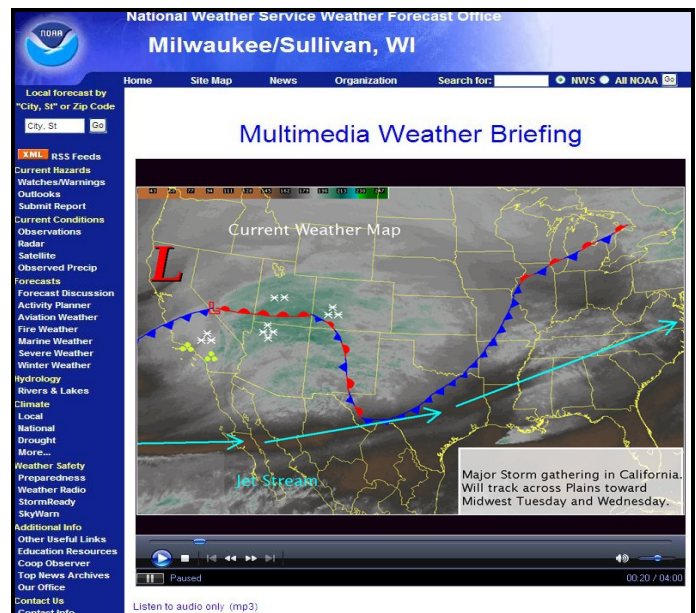 National Weather Service Weather Forecast Office
NOAA
Milwaukee/Sullivan, WI
Home Site Map News Organization Search for: NWS All NOAA Go
Local forecast by
"City, St" or Zip Code
City, St Go
XML RSS Feeds
Current Hazards
Watches/Warnings
Outlooks
Submit Report
Current Conditions
Observations
Radar
Satellite
Observed Precip
Forecasts
Forecast Discussion
Activity Planner
Aviation Weather
Fire Weather
Marine Weather
Severe Weather
Winter Weather
Hydrology
Rivers & Lakes
Climate
Local
National
Drought
More...
Weather Safety
Preparedness
Weather Radio
StormReady
SkyWarn
Additional Info
Other Useful Links
Education Resources
Coop Observer
Top News Archives
Our Office
Contact Us
Contact Info
Multimedia Weather Briefing
Current Weather Map
L
L
Jet Stream
Major Storm gathering in California.
Will track across Plains toward
Midwest Tuesday and Wednesday.
Paused 00:20 / 04:00
Listen to audio only (mp3)